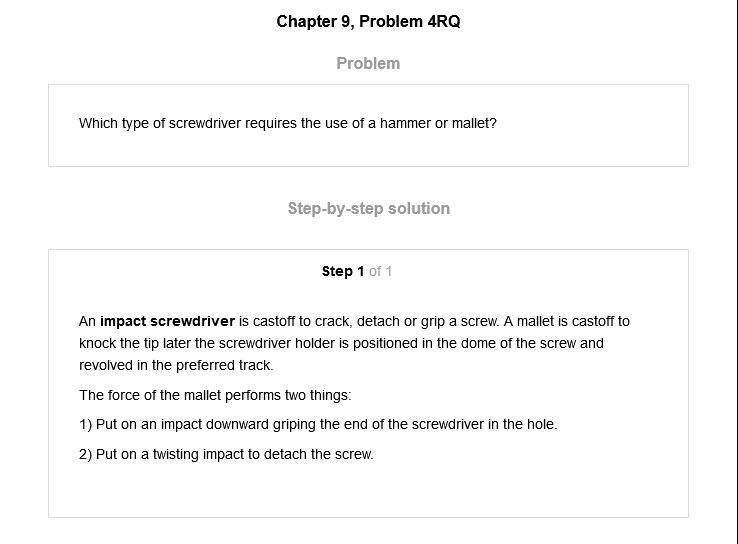 Chapter 9, Problem 4RQ
Problem
Which type of screwdriver requires the use of a hammer or mallet?
Step-by-step solution
Step 1 of 1
An impact screwdriver is castoff to crack, detach or grip a screw. A mallet is castoff to
knock the tip later the screwdriver holder is positioned in the dome of the screw and
revolved in the preferred track.
The force of the mallet performs two things:
1) Put on an impact downward griping the end of the screwdriver in the hole.
2) Put on a twisting impact to detach the screw.